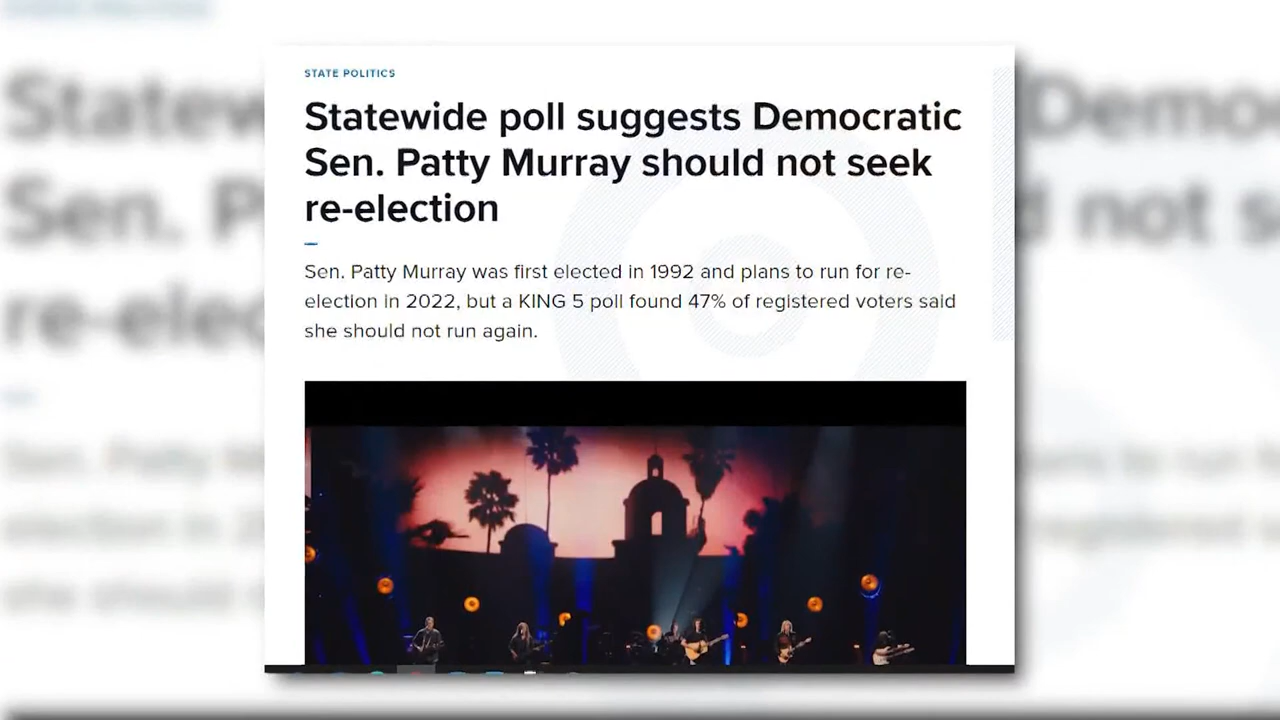 STATE POLITICS
Statewide poll suggests Democratic
Sen. Patty Murray should not seek
re-election
Sen. Patty Murray was first elected in 1992 and plans to run for re-
election in 2022, but a KING 5 poll found 47% of registered voters said
she should not run again.